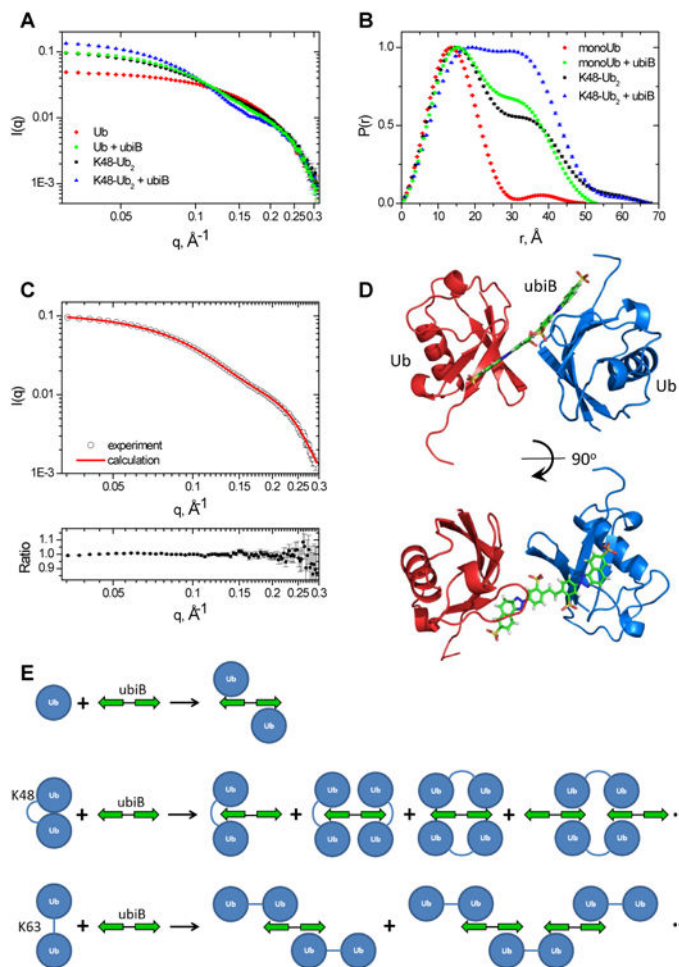 A
I(q)
0.1
0.01
1E-3
Ub
Ub + ubiB
K48-Ub₂
K48-Ub₂ + ubiB
0.05 0.1 0.15 0.2 0.25 0.3
q, Å⁻¹
B
P(r)
1.0
0.5
0.0
monoUb
monoUb + ubiB
K48-Ub₂
K48-Ub₂ + ubiB
0 10 20 30 40 50 60 70
r, Å
C
I(q)
0.1
0.01
1E-3
experiment
calculation
0.05 0.1 0.15 0.2 0.25 0.3
q, Å⁻¹
Ratio
1.1
1.0
0.9
0.05 0.1 0.15 0.2 0.25 0.3
q, Å⁻¹
D
ubiB
Ub
Ub
90°
E
Ub + ubiB → Ub Ub
K48 Ub Ub + ubiB → Ub Ub + Ub Ub Ub Ub + Ub Ub Ub Ub + Ub Ub Ub Ub ..
K63 Ub Ub + ubiB → Ub Ub Ub Ub + Ub Ub Ub Ub Ub Ub ..